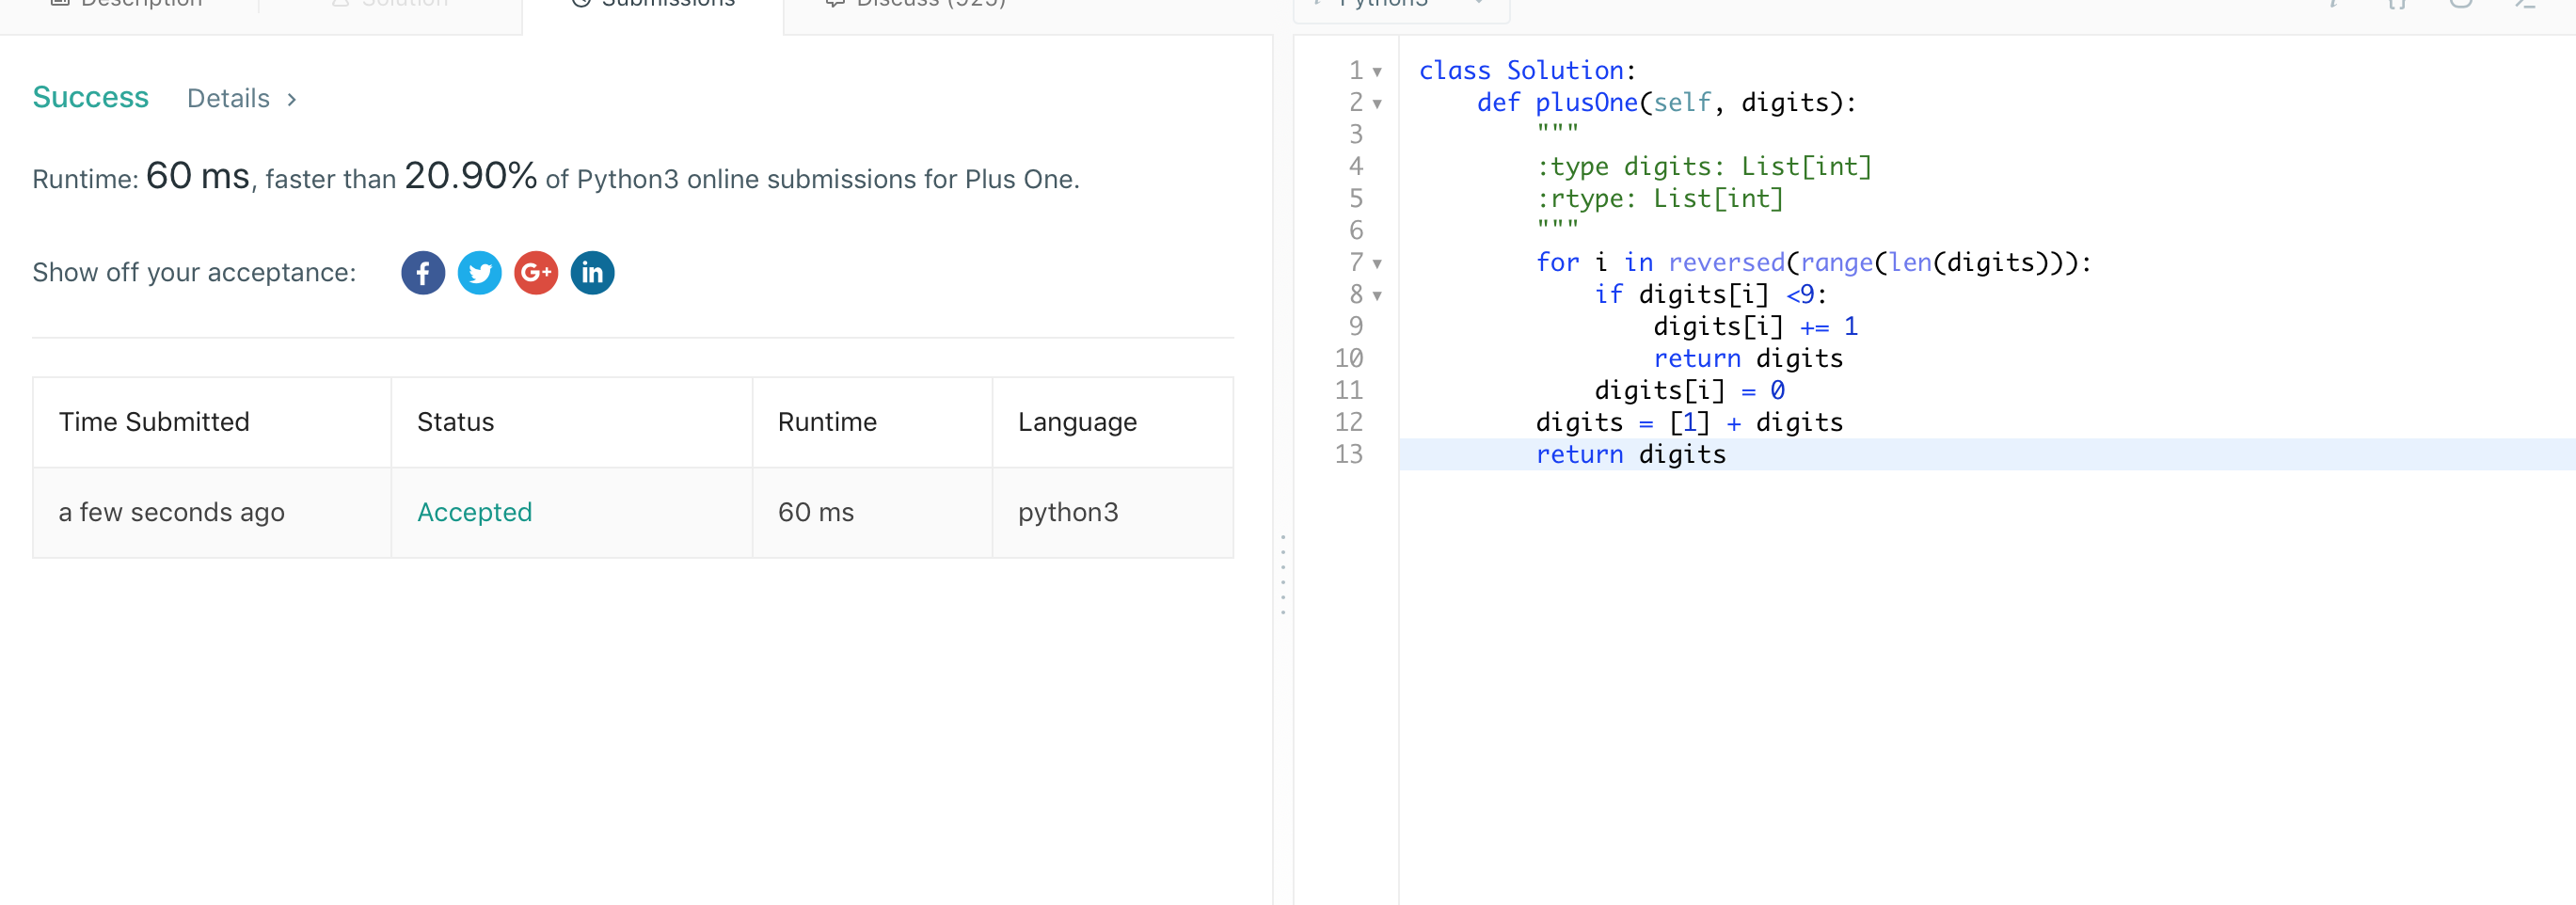 Description Solution Submissions Discuss (925) Python3
Success Details >
Runtime: 60 ms, faster than 20.90% of Python3 online submissions for Plus One.
Show off your acceptance: f G+ in
Time Submitted Status Runtime Language
a few seconds ago Accepted 60 ms python3
1 class Solution:
2     def plusOne(self, digits):
3         """
4         :type digits: List[int]
5         :rtype: List[int]
6         """
7         for i in reversed(range(len(digits))):
8             if digits[i] <9:
9                 digits[i] += 1
10                 return digits
11             digits[i] = 0
12         digits = [1] + digits
13         return digits